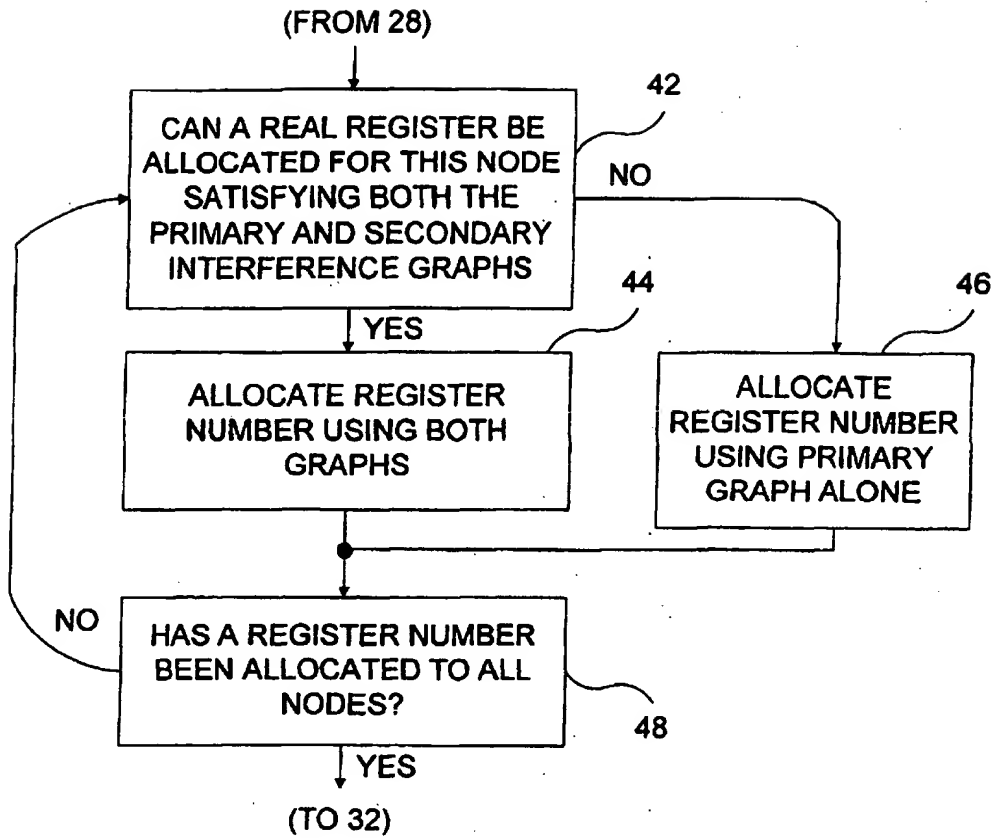 (FROM 28)
42
CAN A REAL REGISTER BE
ALLOCATED FOR THIS NODE
SATISFYING BOTH THE
PRIMARY AND SECONDARY
INTERFERENCE GRAPHS
NO
44
46
YES
ALLOCATE REGISTER
NUMBER USING BOTH
GRAPHS
ALLOCATE
REGISTER NUMBER
USING PRIMARY
GRAPH ALONE
NO
HAS A REGISTER NUMBER
BEEN ALLOCATED TO ALL
NODES?
48
YES
(TO 32)